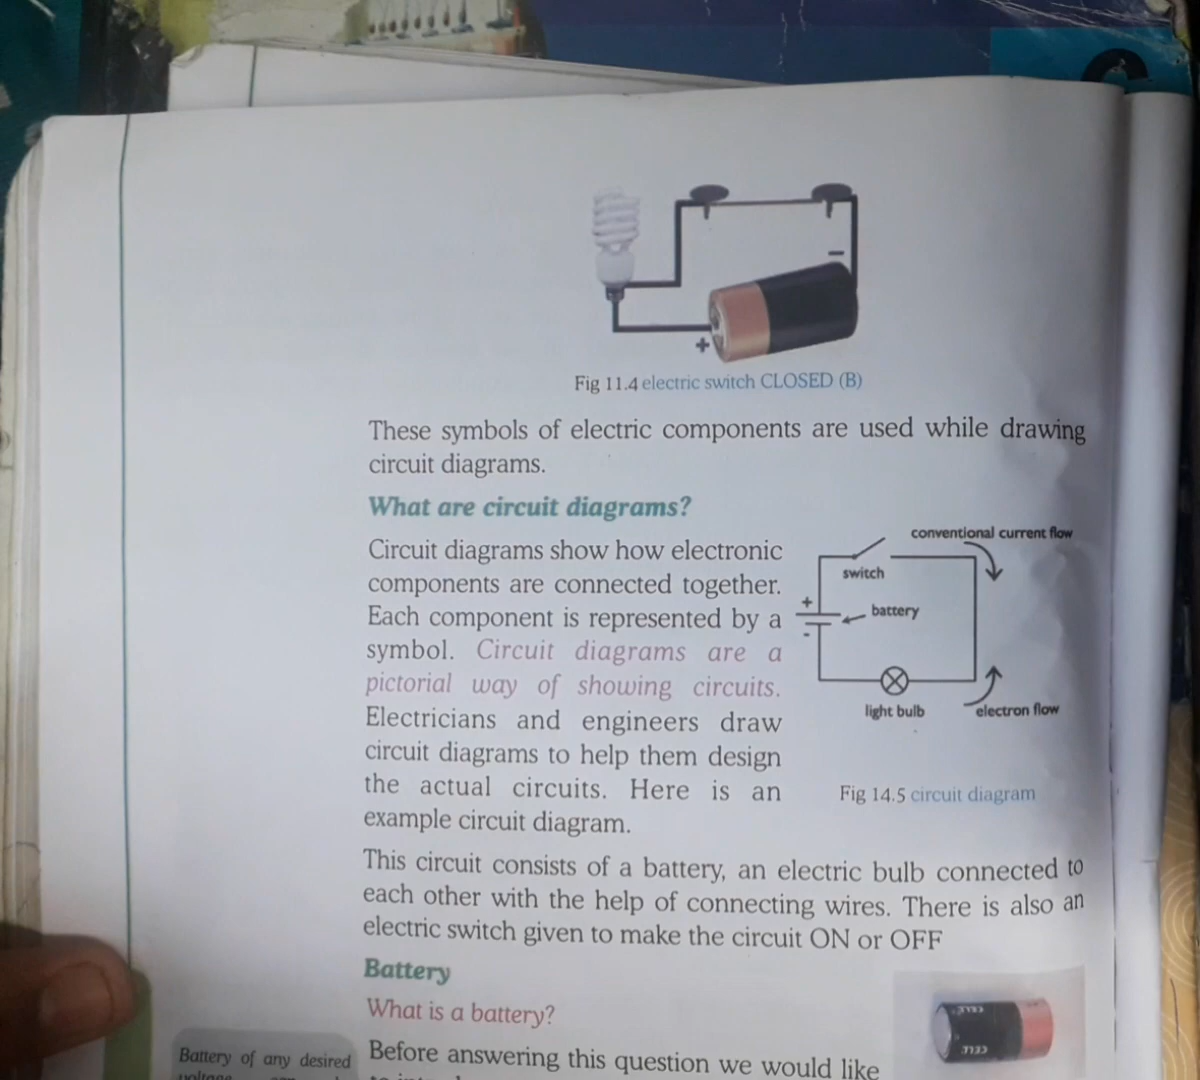 −
+
Fig 11.4 electric switch CLOSED (B)
These symbols of electric components are used while drawing
circuit diagrams.
What are circuit diagrams?
Circuit diagrams show how electronic
components are connected together.
Each component is represented by a
symbol. Circuit diagrams are a
pictorial way of showing circuits.
Electricians and engineers draw
circuit diagrams to help them design
the actual circuits. Here is an
example circuit diagram.
conventional current flow
switch
+
battery
-
light bulb
electron flow
Fig 14.5 circuit diagram
This circuit consists of a battery, an electric bulb connected to
each other with the help of connecting wires. There is also an
electric switch given to make the circuit ON or OFF
Battery
What is a battery?
Before answering this question we would like
CELL
CELL
Battery of any desired
voltage